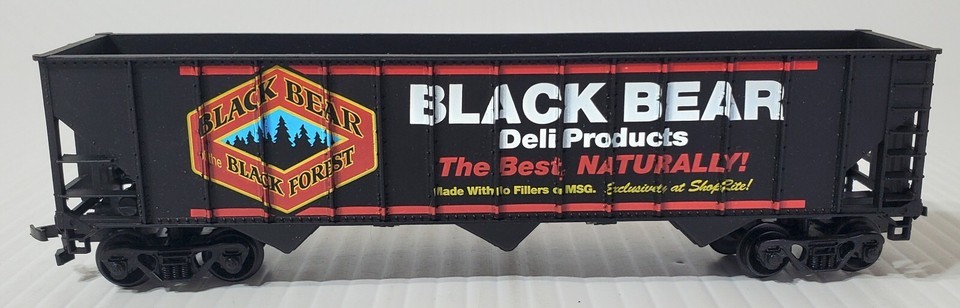 BLACK BEAR
of the
BLACK FOREST
BLACK BEAR
Deli Products
The Best, NATURALLY!
Made With No Fillers or MSG. Exclusively at ShopRite!